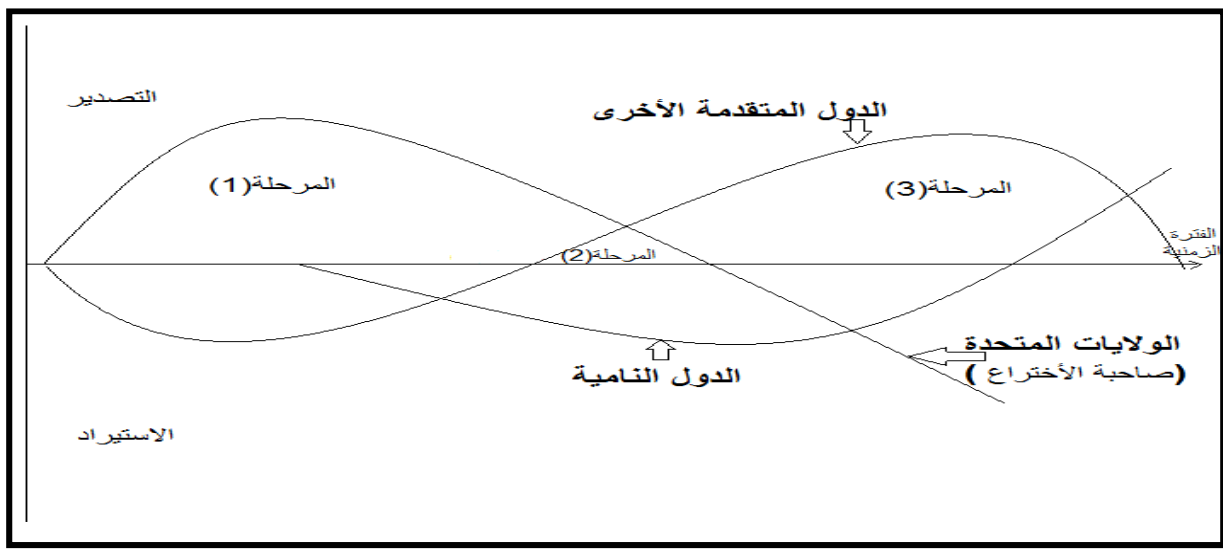 التصدير
الدول المتقدمة الأخرى
المرحلة(1)
المرحلة(3)
المرحلة(2)
الفترة
الزمنية
الولايات المتحدة
(صاحبة الأختراع )
الدول النامية
الاستيراد